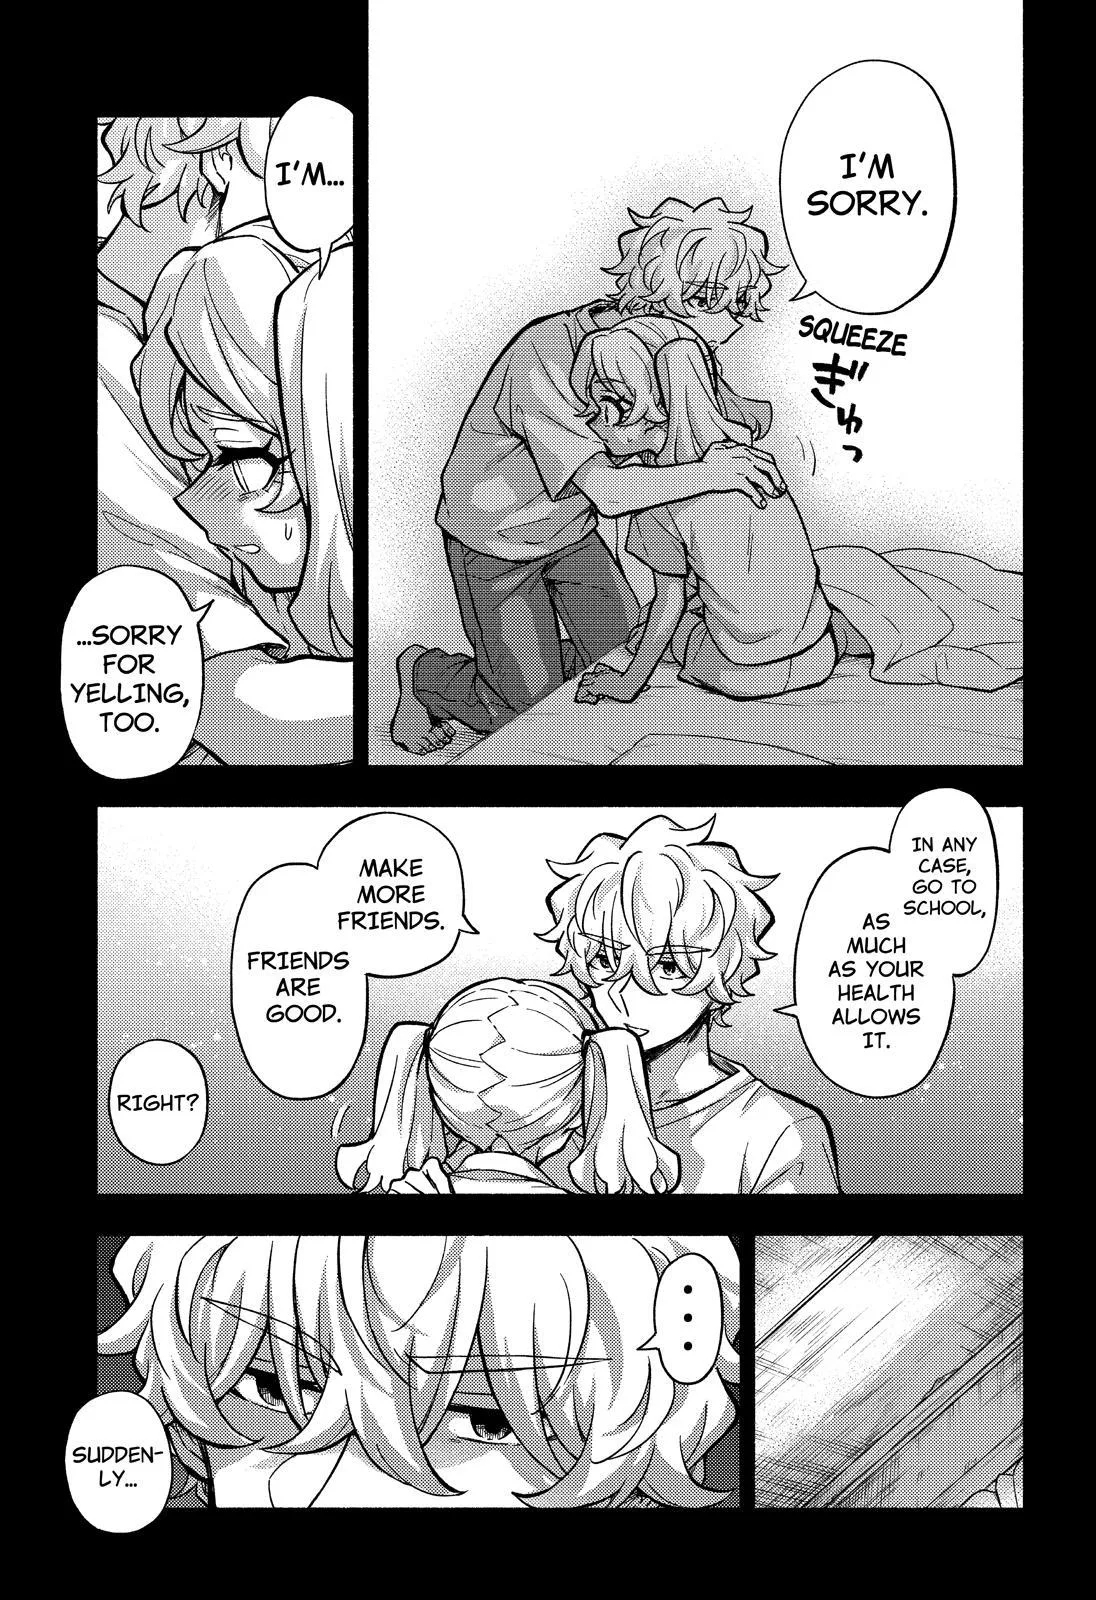 I'M
SORRY.
SQUEEZE
ぎゅっ
I'M...
...SORRY
FOR
YELLING,
TOO.
IN ANY
CASE,
GO TO
SCHOOL,
AS
MUCH
AS YOUR
HEALTH
ALLOWS
IT.
MAKE
MORE
FRIENDS.
FRIENDS
ARE
GOOD.
RIGHT?
...
SUDDEN-
LY...